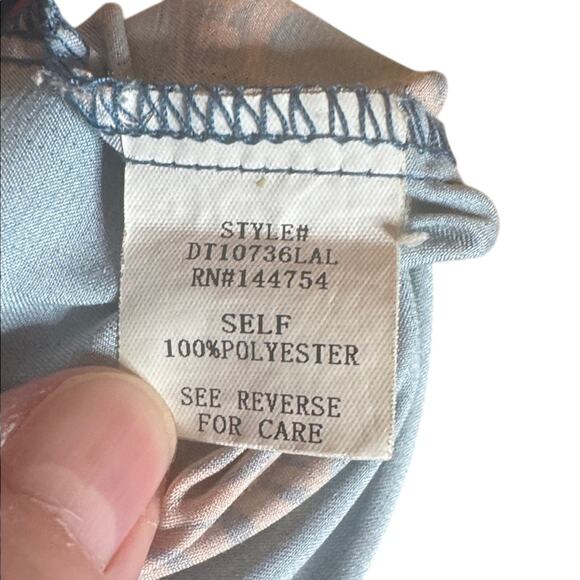 STYLE#
DT10736LAL
RN#144754
SELF
100%POLYESTER
SEE REVERSE
FOR CARE